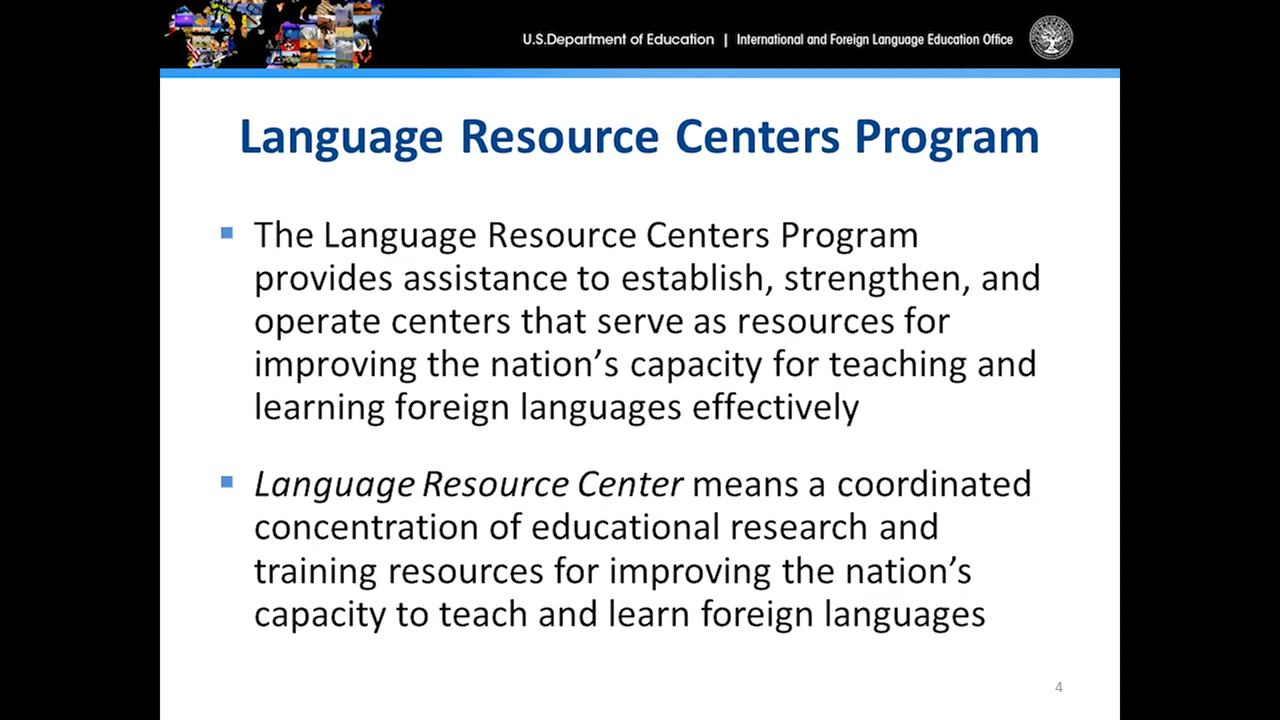 U.S.Department of Education | International and Foreign Language Education Office
Language Resource Centers Program
▪ The Language Resource Centers Program
provides assistance to establish, strengthen, and
operate centers that serve as resources for
improving the nation’s capacity for teaching and
learning foreign languages effectively
▪ Language Resource Center means a coordinated
concentration of educational research and
training resources for improving the nation’s
capacity to teach and learn foreign languages
4